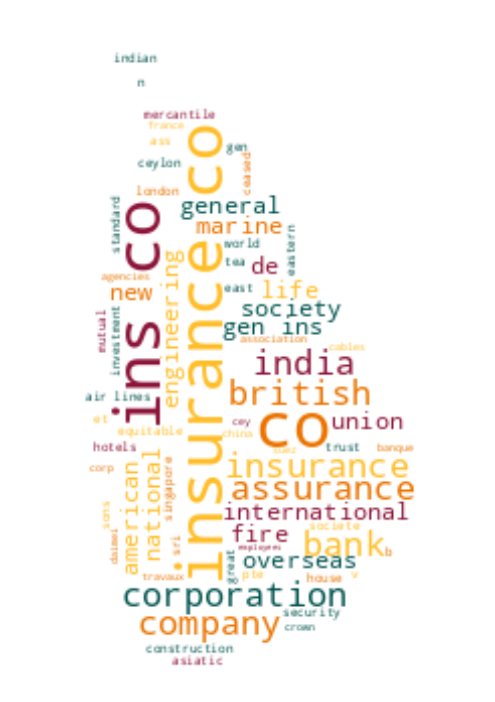 indian
n
mercantile
france
ass
gen
ceylon
ceased
london
standard
ins co
insurance co
general
marine
world
eastern
tea
de
agencies
new
engineering
east
life
society
mutual
investment
gen ins
association
cables
india
air lines
british
et
equitable
cey
co
union
china
hotels
suez
trust
banque
corp
american
national
singapore
insurance
assurance
sons
international
societe
daimei
sri
fire
employees
bank
b
great
overseas
travaux
pte
house
v
corporation
security
company
crown
construction
asiatic